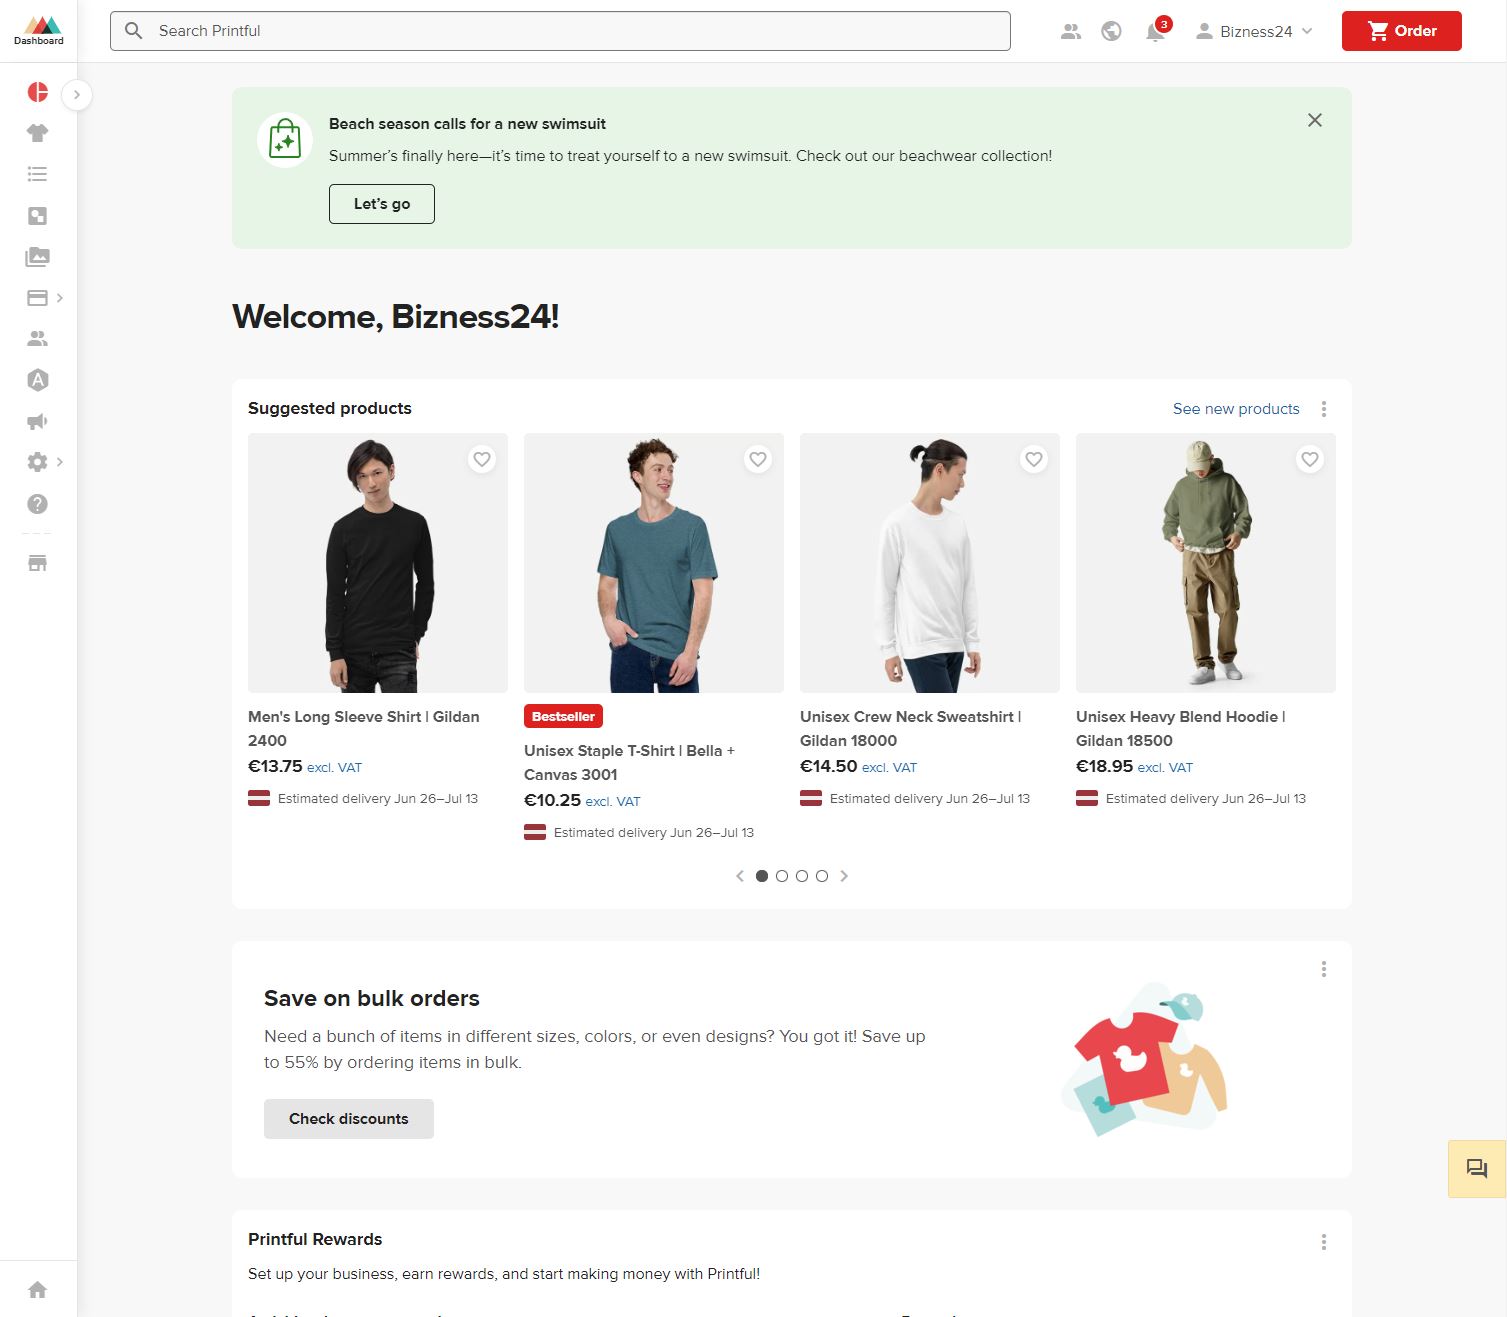 Dashboard
Search Printful
3
Bizness24
Order
Beach season calls for a new swimsuit
Summer’s finally here—it’s time to treat yourself to a new swimsuit. Check out our beachwear collection!
Let’s go
Welcome, Bizness24!
Suggested products
See new products
Men's Long Sleeve Shirt | Gildan
2400
€13.75 excl. VAT
Estimated delivery Jun 26–Jul 13
Bestseller
Unisex Staple T-Shirt | Bella +
Canvas 3001
€10.25 excl. VAT
Estimated delivery Jun 26–Jul 13
Unisex Crew Neck Sweatshirt |
Gildan 18000
€14.50 excl. VAT
Estimated delivery Jun 26–Jul 13
Unisex Heavy Blend Hoodie |
Gildan 18500
€18.95 excl. VAT
Estimated delivery Jun 26–Jul 13
Save on bulk orders
Need a bunch of items in different sizes, colors, or even designs? You got it! Save up
to 55% by ordering items in bulk.
Check discounts
Printful Rewards
Set up your business, earn rewards, and start making money with Printful!